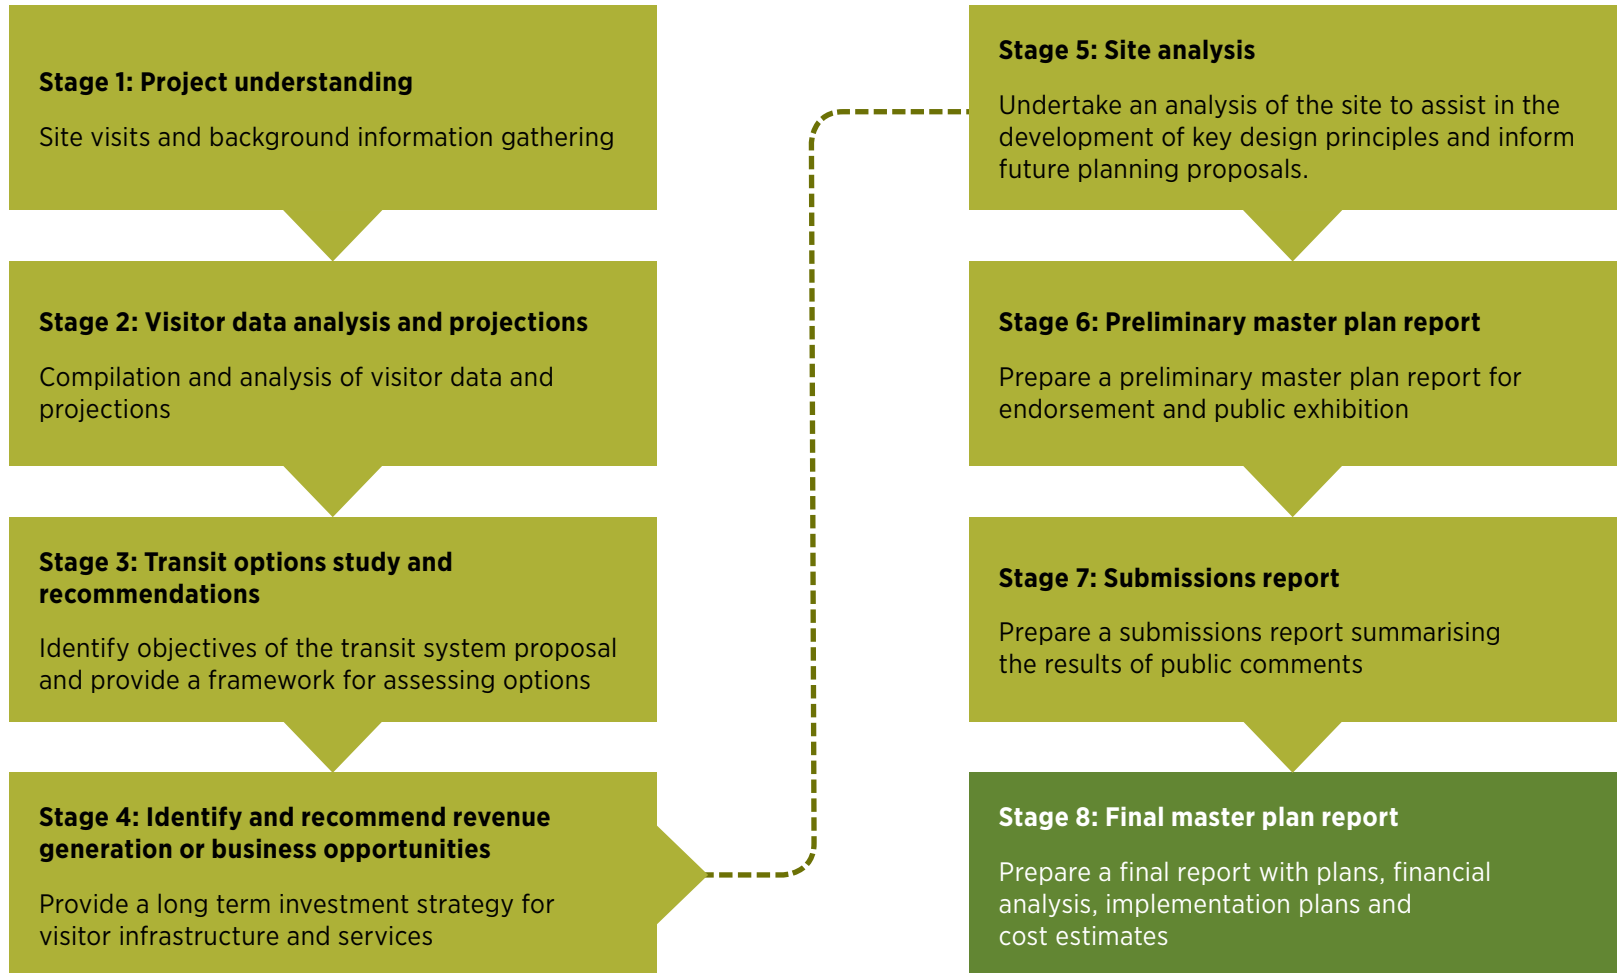 Stage 1: Project understanding
Site visits and background information gathering
Stage 2: Visitor data analysis and projections
Compilation and analysis of visitor data and
projections
Stage 3: Transit options study and
recommendations
Identify objectives of the transit system proposal
and provide a framework for assessing options
Stage 4: Identify and recommend revenue
generation or business opportunities
Provide a long term investment strategy for
visitor infrastructure and services
Stage 5: Site analysis
Undertake an analysis of the site to assist in the
development of key design principles and inform
future planning proposals.
Stage 6: Preliminary master plan report
Prepare a preliminary master plan report for
endorsement and public exhibition
Stage 7: Submissions report
Prepare a submissions report summarising
the results of public comments
Stage 8: Final master plan report
Prepare a final report with plans, financial
analysis, implementation plans and
cost estimates